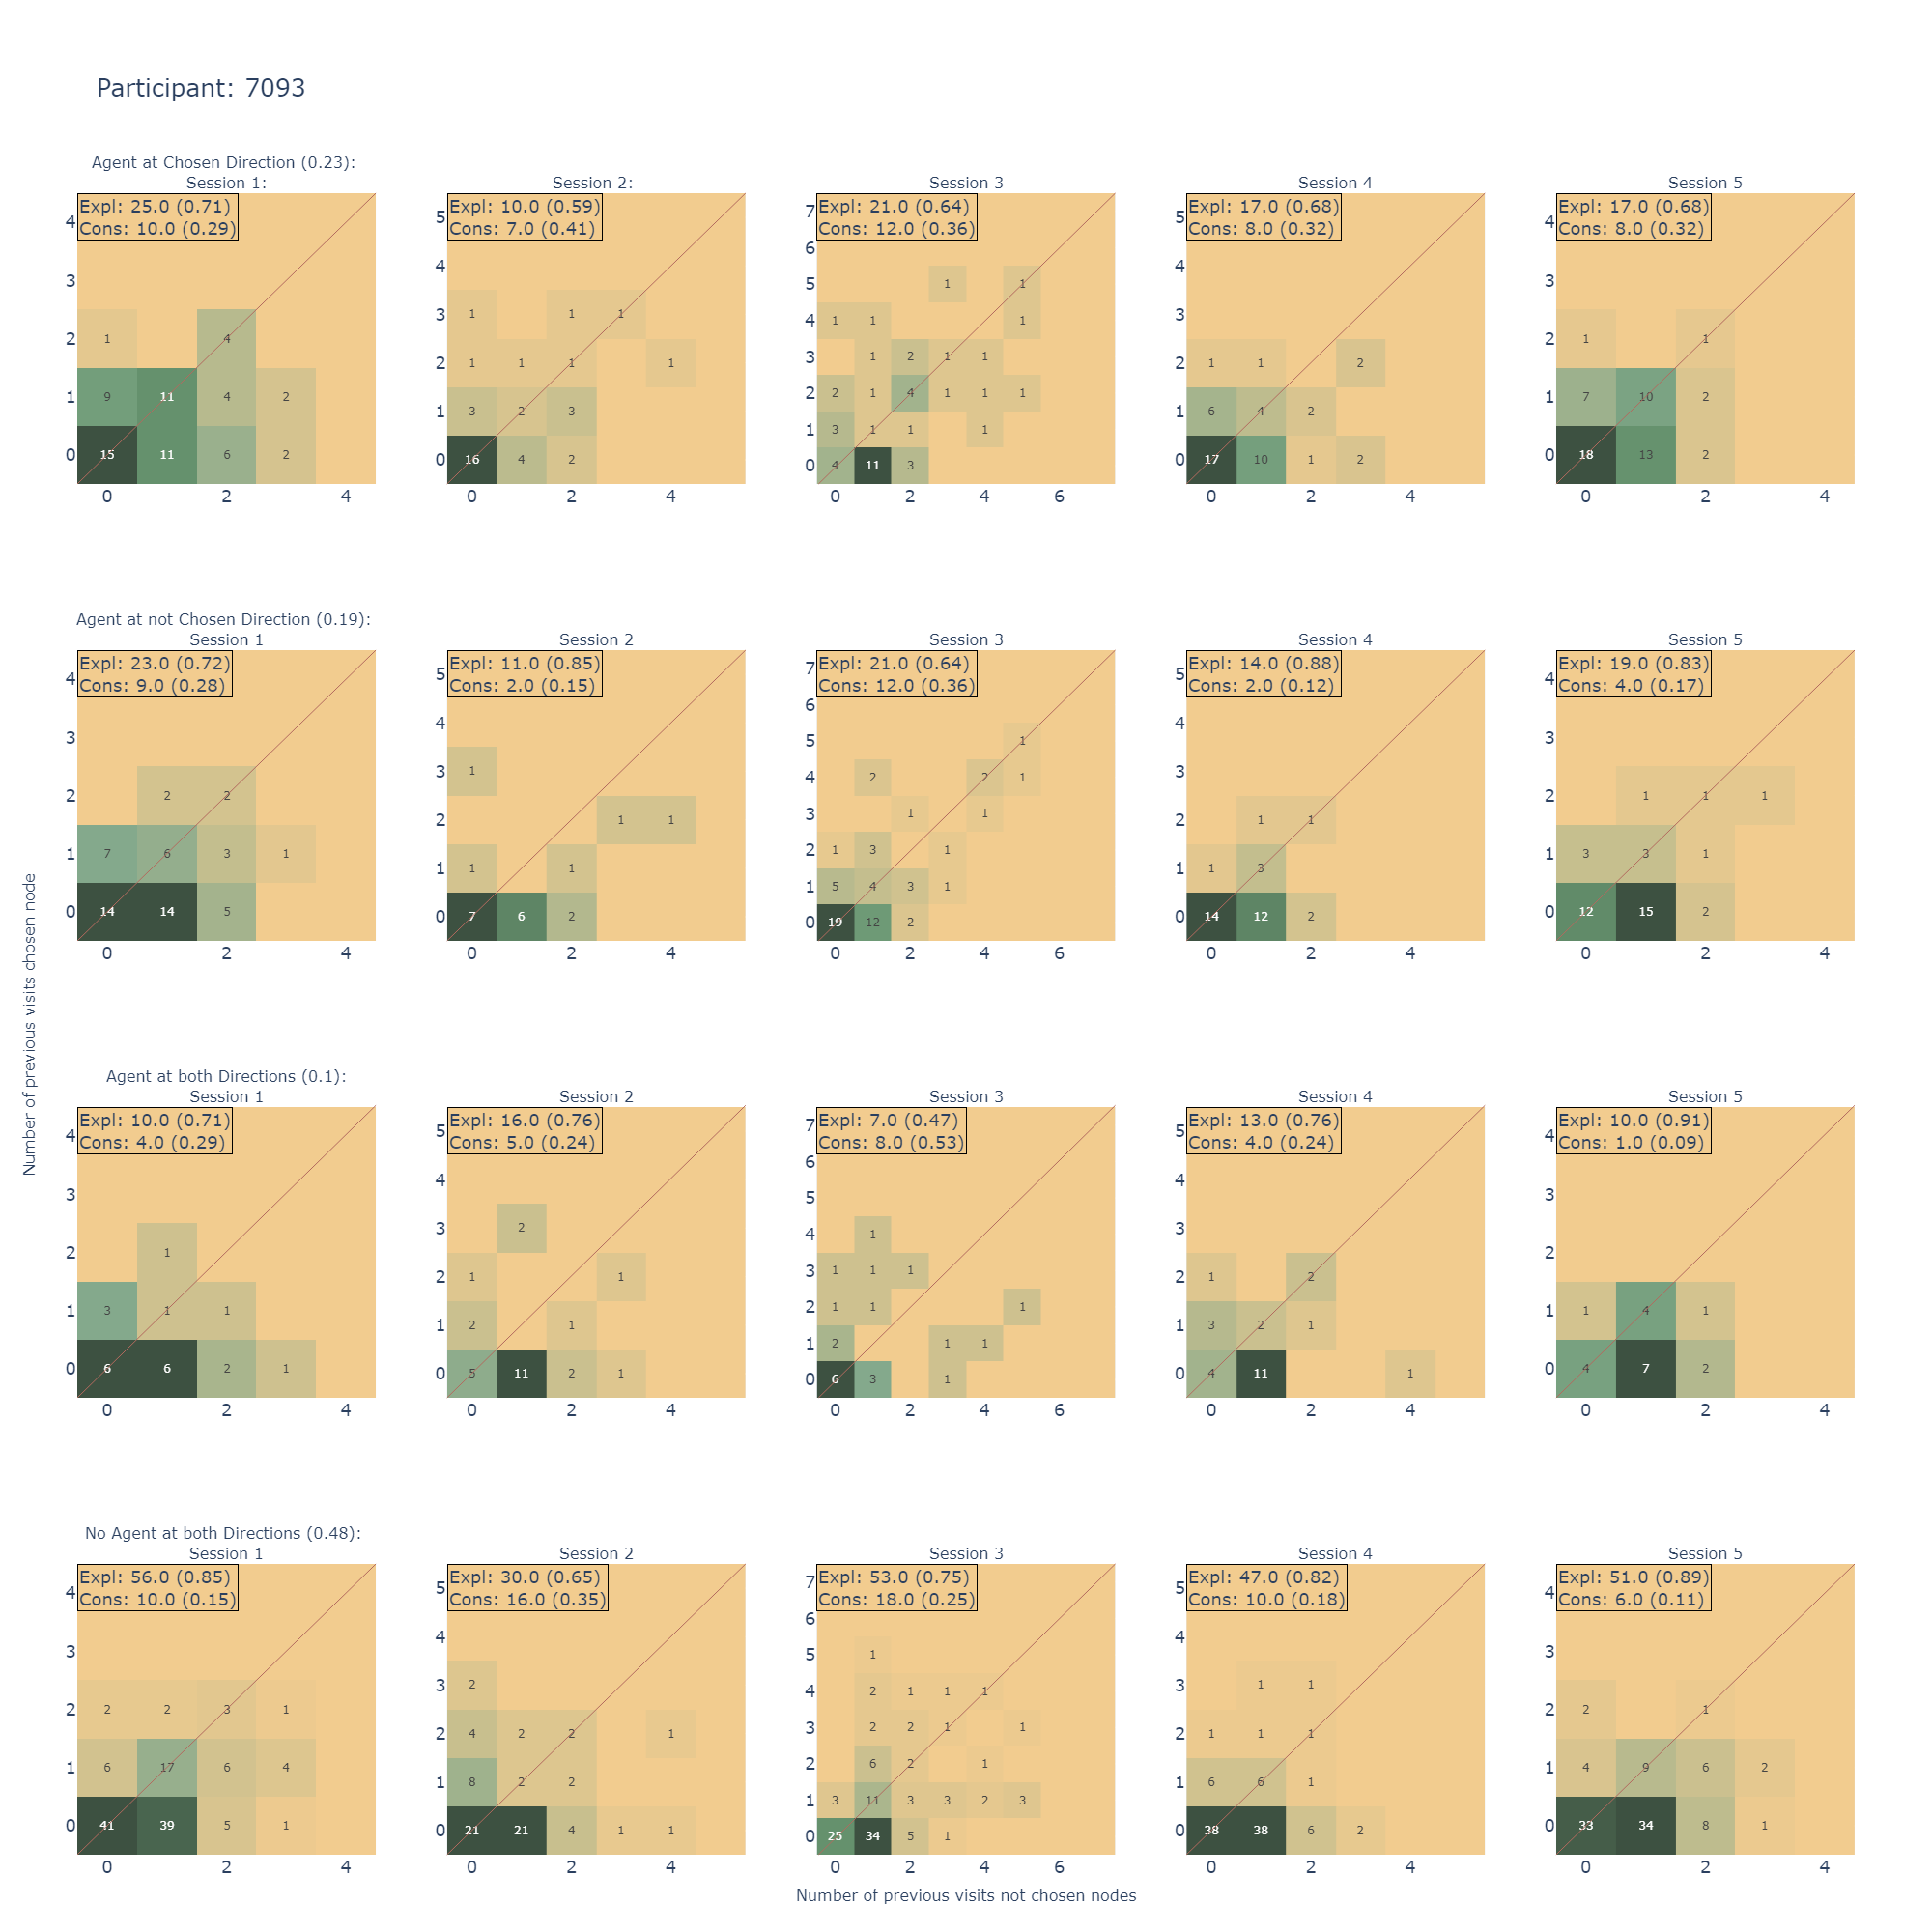 Participant: 7093
Agent at Chosen Direction (0.23):
Session 1:
Session 2:
Session 3
Session 4
Session 5
Expl: 25.0 (0.71)
Cons: 10.0 (0.29)
Expl: 10.0 (0.59)
Cons: 7.0 (0.41)
Expl: 21.0 (0.64)
Cons: 12.0 (0.36)
Expl: 17.0 (0.68)
Cons: 8.0 (0.32)
Expl: 17.0 (0.68)
Cons: 8.0 (0.32)
4
3
2 1 4
1 9 11 4 2
0 15 11 6 2
0 2 4
5
4
3 1 1 1
2 1 1 1 1
1 3 2 3
0 16 4 2
0 2 4
7
6
5 1 1
4 1 1 1
3 1 2 1 1
2 2 1 4 1 1 1
1 3 1 1 1
0 4 11 3
0 2 4 6
5
4
3
2 1 1 2
1 6 4 2
0 17 10 1 2
0 2 4
4
3
2 1 1
1 7 10 2
0 18 13 2
0 2 4
Agent at not Chosen Direction (0.19):
Session 1
Session 2
Session 3
Session 4
Session 5
Expl: 23.0 (0.72)
Cons: 9.0 (0.28)
Expl: 11.0 (0.85)
Cons: 2.0 (0.15)
Expl: 21.0 (0.64)
Cons: 12.0 (0.36)
Expl: 14.0 (0.88)
Cons: 2.0 (0.12)
Expl: 19.0 (0.83)
Cons: 4.0 (0.17)
4
3
2 2 2
1 7 6 3 1
0 14 14 5
0 2 4
5
4
3 1
2 1 1
1 1 1
0 7 6 2
0 2 4
7
6
5 1
4 2 2 1
3 1 1
2 1 3 1
1 5 4 3 1
0 19 12 2
0 2 4 6
5
4
3
2 1 1
1 1 3
0 14 12 2
0 2 4
4
3
2 1 1 1
1 3 3 1
0 12 15 2
0 2 4
Agent at both Directions (0.1):
Session 1
Session 2
Session 3
Session 4
Session 5
Expl: 10.0 (0.71)
Cons: 4.0 (0.29)
Expl: 16.0 (0.76)
Cons: 5.0 (0.24)
Expl: 7.0 (0.47)
Cons: 8.0 (0.53)
Expl: 13.0 (0.76)
Cons: 4.0 (0.24)
Expl: 10.0 (0.91)
Cons: 1.0 (0.09)
4
3
2 1
1 3 1 1
0 6 6 2 1
0 2 4
5
4
3 2
2 1 1
1 2 1
0 5 11 2 1
0 2 4
7
6
5
4 1
3 1 1 1
2 1 1 1
1 2 1 1
0 6 3 1
0 2 4 6
5
4
3
2 1 2
1 3 2 1
0 4 11 1
0 2 4
4
3
2
1 1 4 1
0 4 7 2
0 2 4
No Agent at both Directions (0.48):
Session 1
Session 2
Session 3
Session 4
Session 5
Expl: 56.0 (0.85)
Cons: 10.0 (0.15)
Expl: 30.0 (0.65)
Cons: 16.0 (0.35)
Expl: 53.0 (0.75)
Cons: 18.0 (0.25)
Expl: 47.0 (0.82)
Cons: 10.0 (0.18)
Expl: 51.0 (0.89)
Cons: 6.0 (0.11)
4
3
2 2 2 3 1
1 6 17 6 4
0 41 39 5 1
0 2 4
5
4
3 2
2 4 2 2 1
1 8 2 2
0 21 21 4 1 1
0 2 4
7
6
5 1
4 2 1 1 1
3 2 2 1 1
2 6 2 1
1 3 11 3 3 2 3
0 25 34 5 1
0 2 4 6
5
4
3 1 1
2 1 1 1
1 6 6 1
0 38 38 6 2
0 2 4
4
3
2 2 1
1 4 9 6 2
0 33 34 8 1
0 2 4
Number of previous visits chosen node
Number of previous visits not chosen nodes